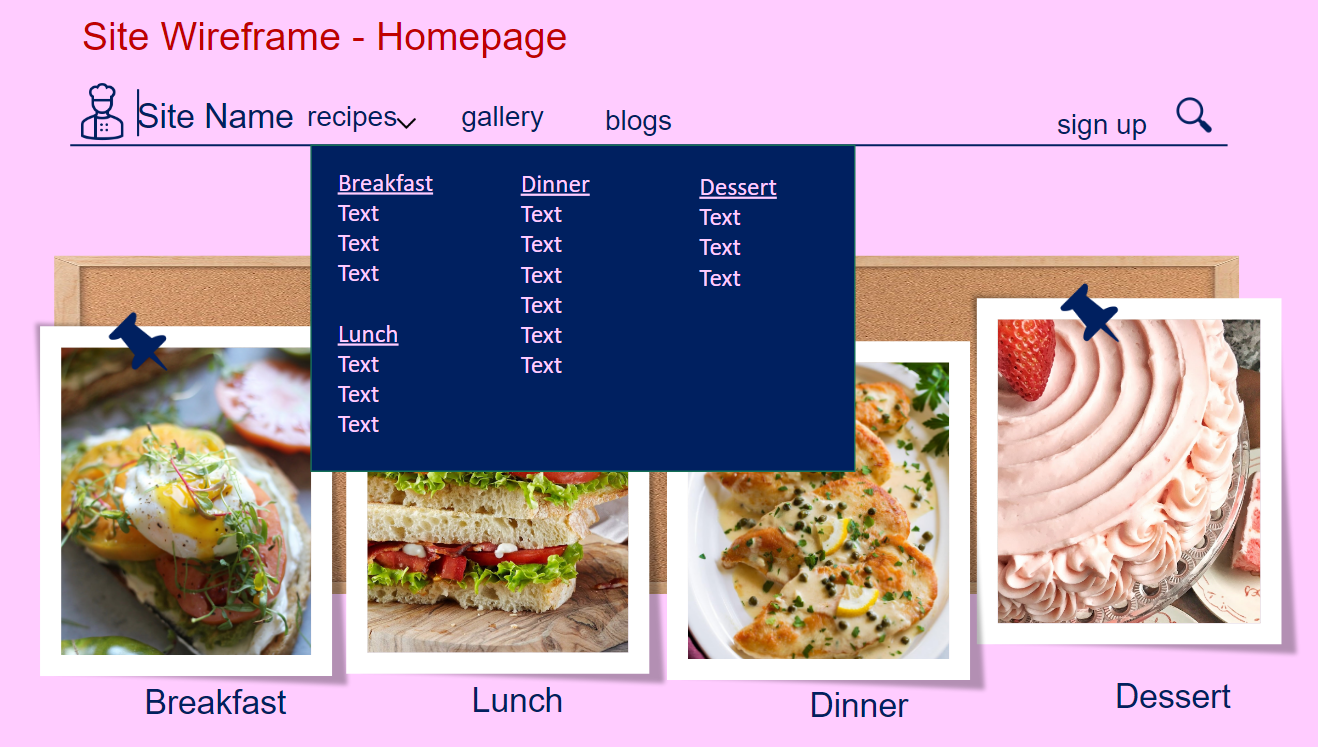 Site Wireframe - Homepage
Site Name
recipes
gallery
blogs
sign up
Breakfast
Text
Text
Text
Lunch
Text
Text
Text
Dinner
Text
Text
Text
Text
Text
Text
Dessert
Text
Text
Text
Breakfast
Lunch
Dinner
Dessert